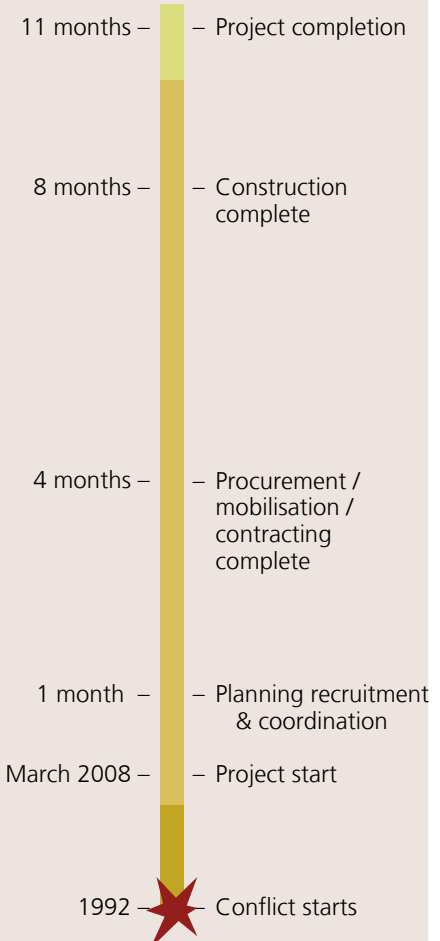 11 months – – Project completion
8 months – – Construction
complete
4 months – – Procurement /
mobilisation /
contracting
complete
1 month – – Planning recruitment
& coordination
March 2008 – – Project start
1992 – – Conflict starts